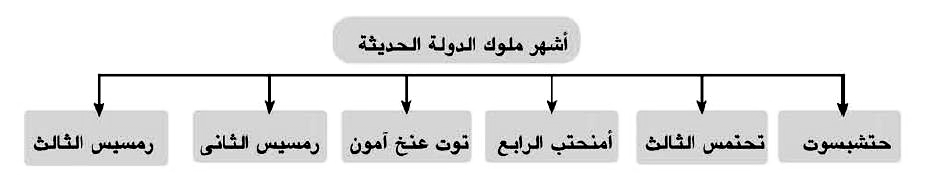 أشهر ملوك الدولة الحديثة
حتشبسوت
تحتمس الثالث
أمنحتب الرابع
توت عنخ آمون
رمسيس الثانى
رمسيس الثالث